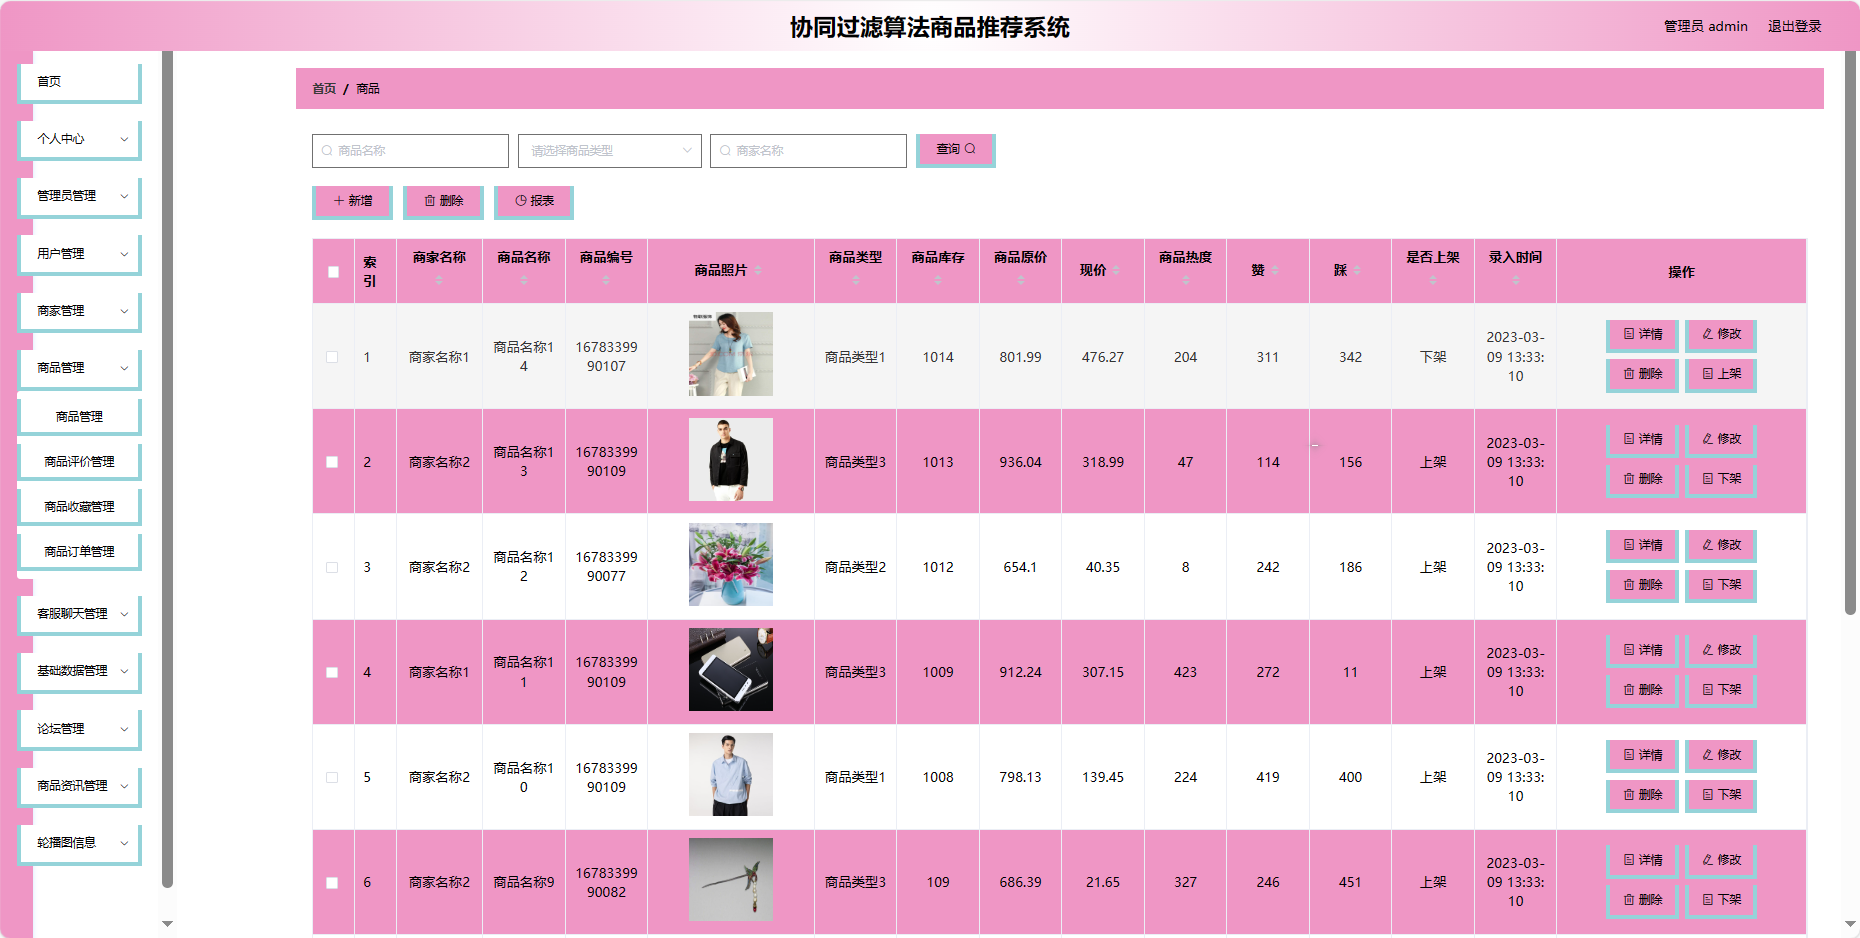 协同过滤算法商品推荐系统
管理员 admin 退出登录
首页
个人中心
管理员管理
用户管理
商家管理
商品管理
商品管理
商品评价管理
商品收藏管理
商品订单管理
客服聊天管理
基础数据管理
论坛管理
商品资讯管理
轮播图信息
首页 / 商品
商品名称 请选择商品类型 商家名称 查询
新增 删除 报表
索引 商家名称 商品名称 商品编号 商品照片 商品类型 商品库存 商品原价 现价 商品热度 赞 踩 是否上架 录入时间 操作
1 商家名称1 商品名称14 1678339990107 商品类型1 1014 801.99 476.27 204 311 342 下架 2023-03-09 13:33:10 详情 修改 删除 上架
2 商家名称2 商品名称13 1678339990109 商品类型3 1013 936.04 318.99 47 114 156 上架 2023-03-09 13:33:10 详情 修改 删除 下架
3 商家名称2 商品名称12 1678339990077 商品类型2 1012 654.1 40.35 8 242 186 上架 2023-03-09 13:33:10 详情 修改 删除 下架
4 商家名称1 商品名称11 1678339990109 商品类型3 1009 912.24 307.15 423 272 11 上架 2023-03-09 13:33:10 详情 修改 删除 下架
5 商家名称2 商品名称10 1678339990109 商品类型1 1008 798.13 139.45 224 419 400 上架 2023-03-09 13:33:10 详情 修改 删除 下架
6 商家名称2 商品名称9 1678339990082 商品类型3 109 686.39 21.65 327 246 451 上架 2023-03-09 13:33:10 详情 修改 删除 下架